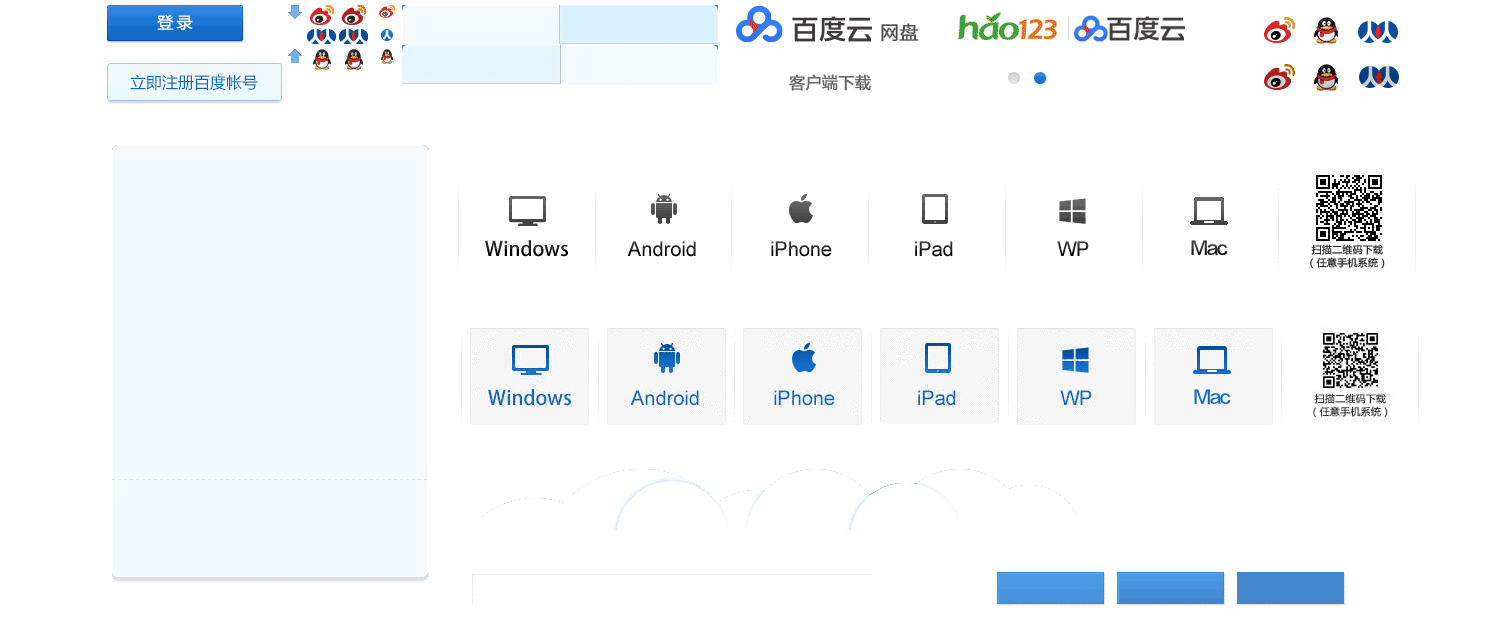 登录
百度云 网盘
hao123
百度云
立即注册百度帐号
客户端下载
Windows
Android
iPhone
iPad
WP
Mac
扫描二维码下载
（任意手机系统）
Windows
Android
iPhone
iPad
WP
Mac
扫描二维码下载
（任意手机系统）